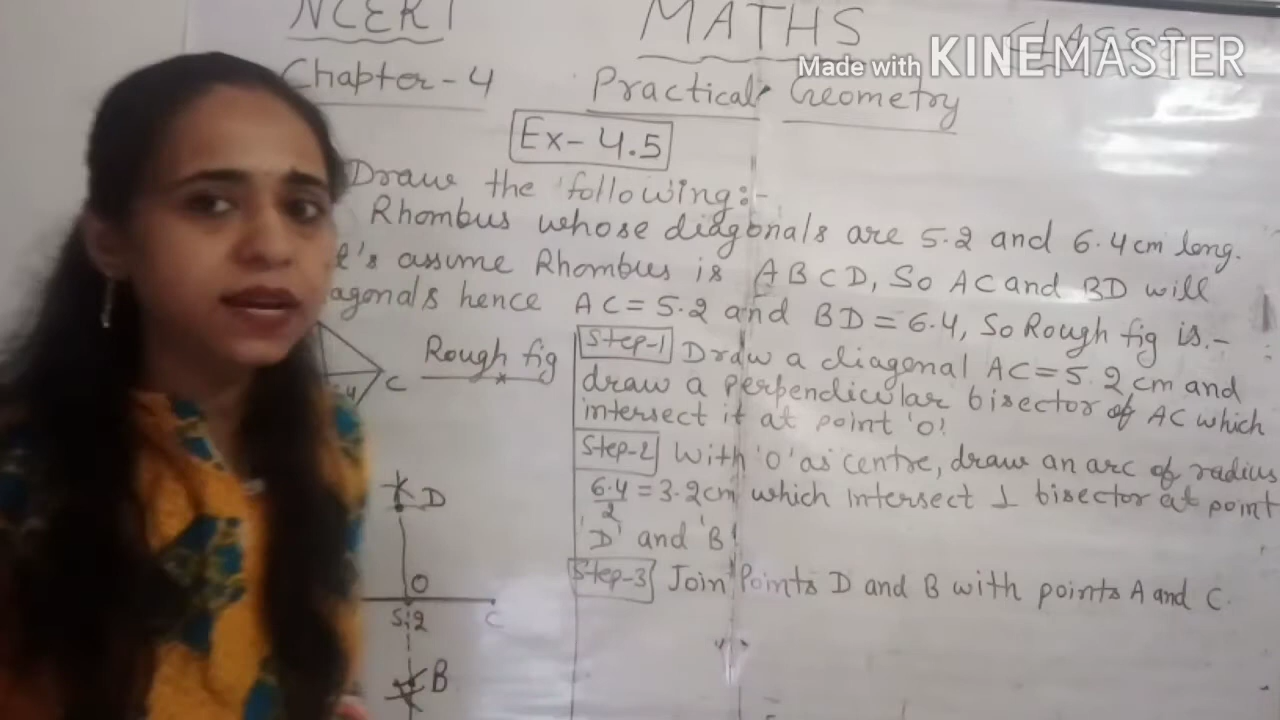 NCERT MATHS CLASS
Made with KINEMASTER
Chapter-4 Practical Geometry
Ex-4.5
Draw the following:-
Rhombus whose diagonals are 5.2 and 6.4 cm long.
assume Rhombus is ABCD, So AC and BD will
agonals hence AC=5.2 and BD=6.4, So Rough fig is.-
Rough fig
C
Step-1 Draw a diagonal AC=5.2 cm and
draw a perpendicular bisector of AC which
intersect it at point 'O'
Step-2 With 'O' as centre, draw an arc of radius
6.4/2 = 3.2cm which intersect ⊥ bisector at point
'D' and 'B'
Step-3 Join Points D and B with points A and C.
D
O
5.2
C
B